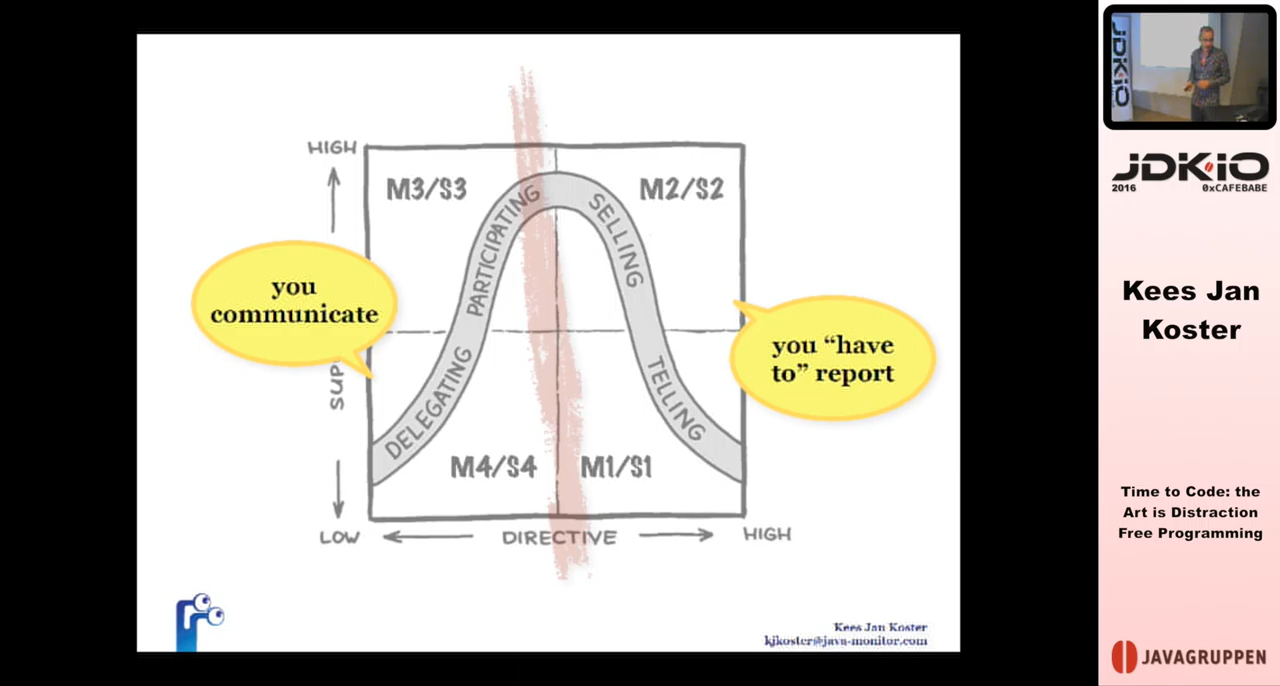 HIGH
M3/S3
M2/S2
PARTICIPATING
SELLING
you
communicate
you “have
to” report
SUP
DELEGATING
TELLING
M4/S4
M1/S1
LOW
DIRECTIVE
HIGH
Kees Jan Koster
kjkoster@java-monitor.com
JDKIO
JDKIO
2016
0xCAFEBABE
Kees Jan
Koster
Time to Code: the
Art is Distraction
Free Programming
JAVAGRUPPEN